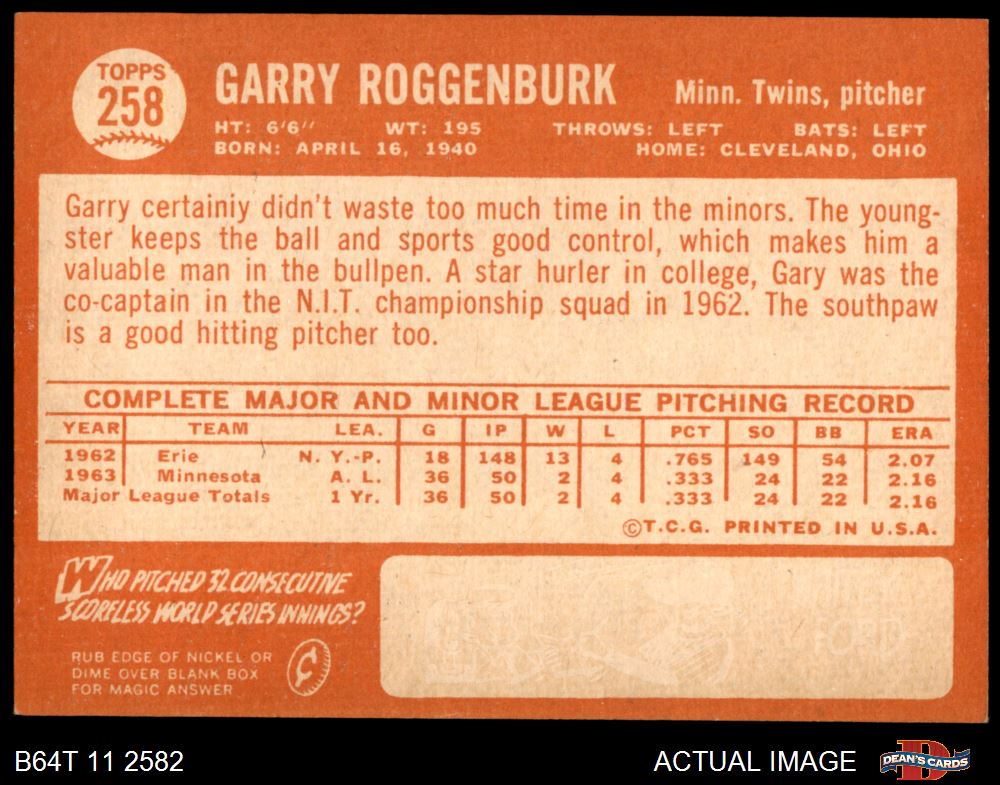 TOPPS
258
GARRY ROGGENBURK
Minn. Twins, pitcher
HT: 6'6" WT: 195 THROWS: LEFT BATS: LEFT
BORN: APRIL 16, 1940 HOME: CLEVELAND, OHIO
Garry certainiy didn't waste too much time in the minors. The young-
ster keeps the ball and sports good control, which makes him a
valuable man in the bullpen. A star hurler in college, Gary was the
co-captain in the N.I.T. championship squad in 1962. The southpaw
is a good hitting pitcher too.
COMPLETE MAJOR AND MINOR LEAGUE PITCHING RECORD
YEAR TEAM LEA. G IP W L PCT SO BB ERA
1962 Erie N. Y.-P. 18 148 13 4 .765 149 54 2.07
1963 Minnesota A. L. 36 50 2 4 .333 24 22 2.16
Major League Totals 1 Yr. 36 50 2 4 .333 24 22 2.16
©T.C.G. PRINTED IN U.S.A.
WHO PITCHED 32 CONSECUTIVE
SCORELESS WORLD SERIES INNINGS?
RUB EDGE OF NICKEL OR
DIME OVER BLANK BOX
FOR MAGIC ANSWER
FORD
B64T 11 2582
ACTUAL IMAGE
DEAN'S CARDS